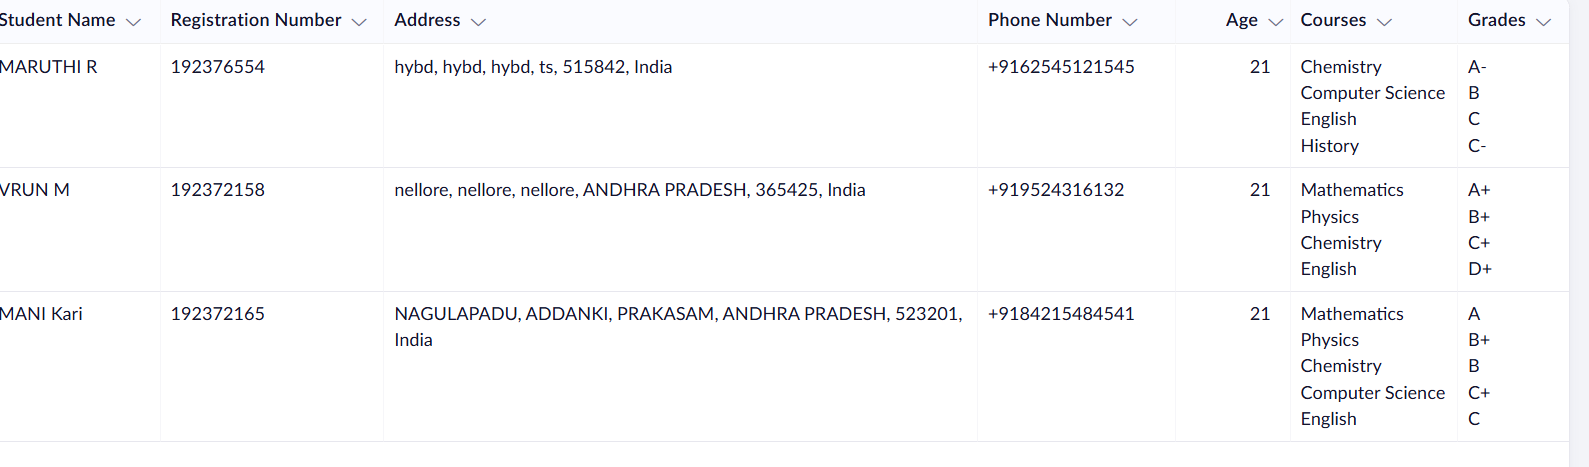 Student Name Registration Number Address Phone Number Age Courses Grades
MARUTHI R 192376554 hybd, hybd, hybd, ts, 515842, India +9162545121545 21 Chemistry A-
Computer Science B
English C
History C-
VRUN M 192372158 nellore, nellore, nellore, ANDHRA PRADESH, 365425, India +919524316132 21 Mathematics A+
Physics B+
Chemistry C+
English D+
MANI Kari 192372165 NAGULAPADU, ADDANKI, PRAKASAM, ANDHRA PRADESH, 523201, +9184215484541 21 Mathematics A
India Physics B+
Chemistry B
Computer Science C+
English C